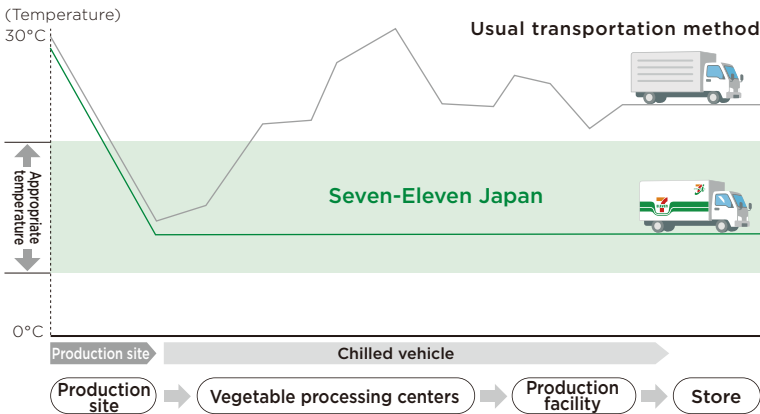 (Temperature)
30°C
Usual transportation method
Appropriate
temperature
Seven-Eleven Japan
0°C
Production site
Chilled vehicle
Production
site
Vegetable processing centers
Production
facility
Store